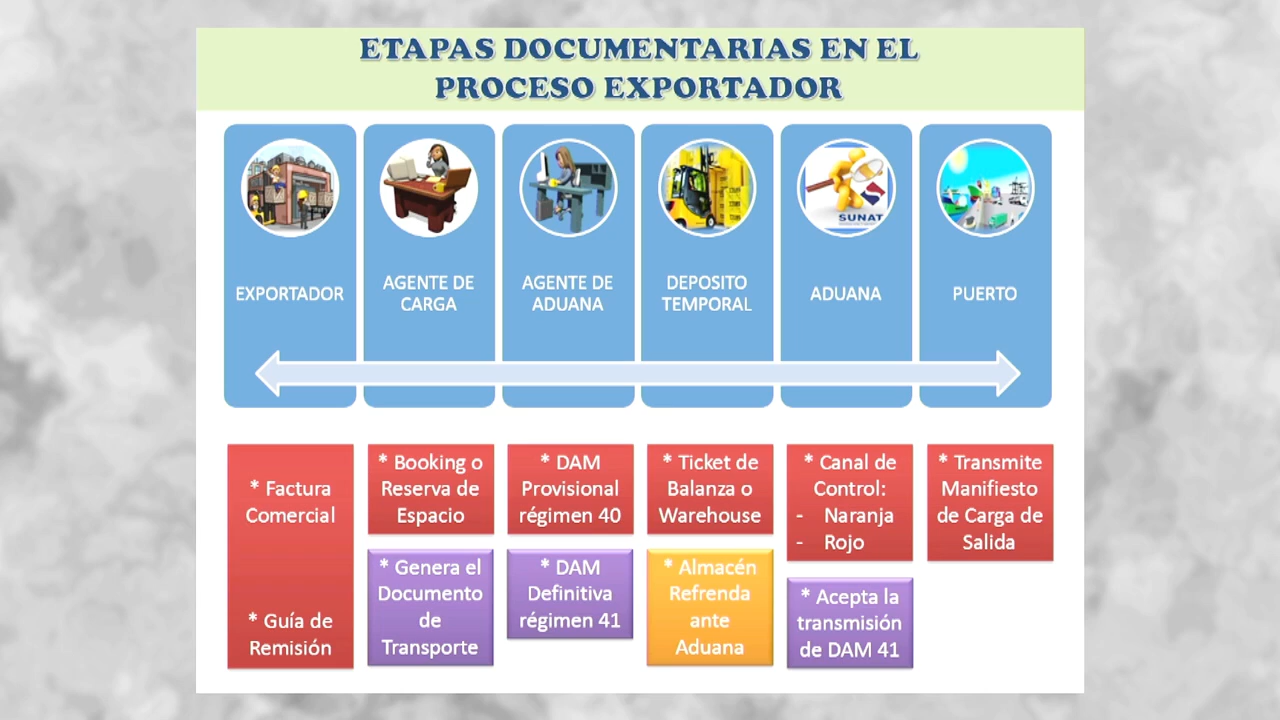 ETAPAS DOCUMENTARIAS EN EL
PROCESO EXPORTADOR
SUNAT
EXPORTADOR
AGENTE DE
CARGA
AGENTE DE
ADUANA
DEPOSITO
TEMPORAL
ADUANA
PUERTO
* Factura
Comercial
* Guía de
Remisión
* Booking o
Reserva de
Espacio
* Genera el
Documento
de
Transporte
* DAM
Provisional
régimen 40
* DAM
Definitiva
régimen 41
* Ticket de
Balanza o
Warehouse
* Almacén
Refrenda
ante
Aduana
* Canal de
Control:
- Naranja
- Rojo
* Acepta la
transmisión
de DAM 41
* Transmite
Manifiesto
de Carga de
Salida